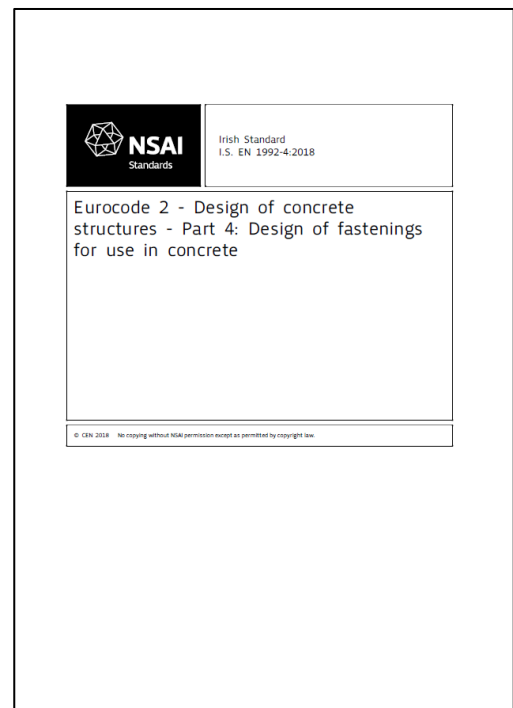 NSAI
Standards
Irish Standard
I.S. EN 1992-4:2018
Eurocode 2 - Design of concrete
structures - Part 4: Design of fastenings
for use in concrete
© CEN 2018 No copying without NSAI permission except as permitted by copyright law.